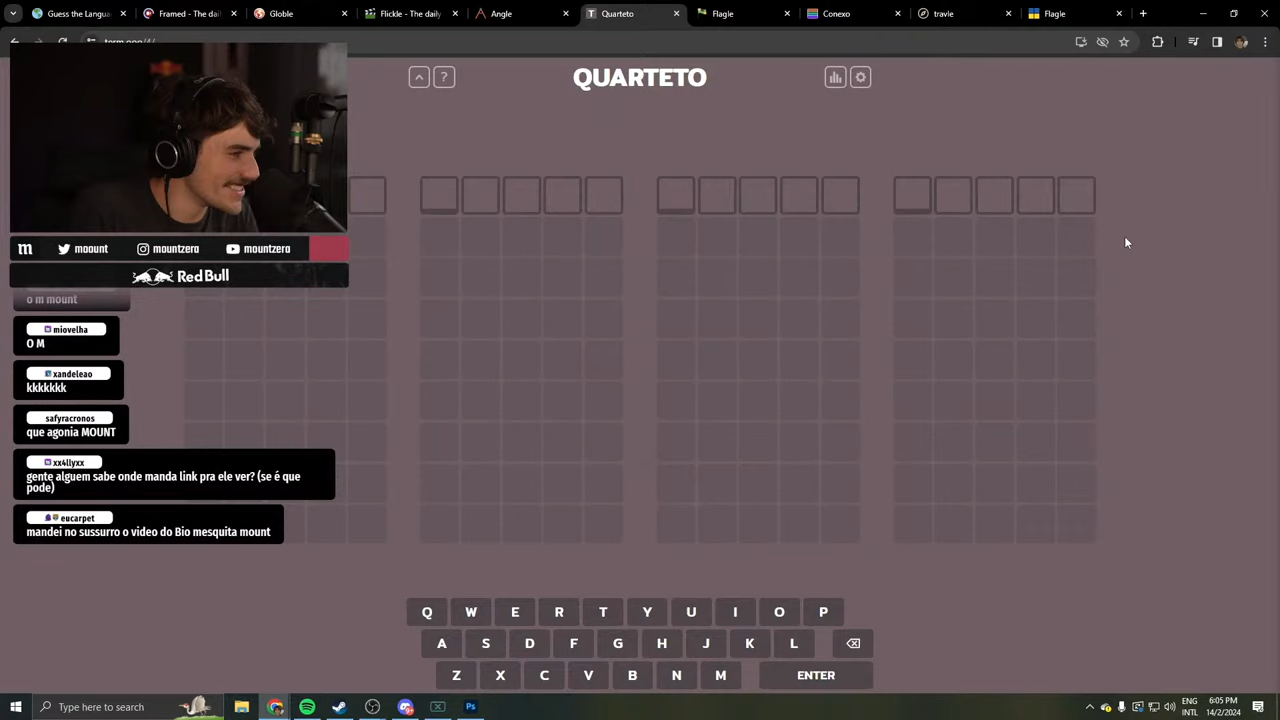 Guess the Langua
Framed - The dai
Globle
Flickle - The daily
Angle
Quarteto
Flagle
Conexo
travle
Flagle
term.ooo/4/
QUARTETO
m
moount
mountzera
mountzera
Red Bull
o m mount
miovelha
O M
xandeleao
kkkkkkk
safyracronos
que agonia MOUNT
xx4llyxx
gente alguem sabe onde manda link pra ele ver? (se é que
pode)
eucarpet
mandei no sussurro o video do Bio mesquita mount
Q W E R T Y U I O P
A S D F G H J K L
Z X C V B N M ENTER
Type here to search
ENG
INTL
6:05 PM
14/2/2024